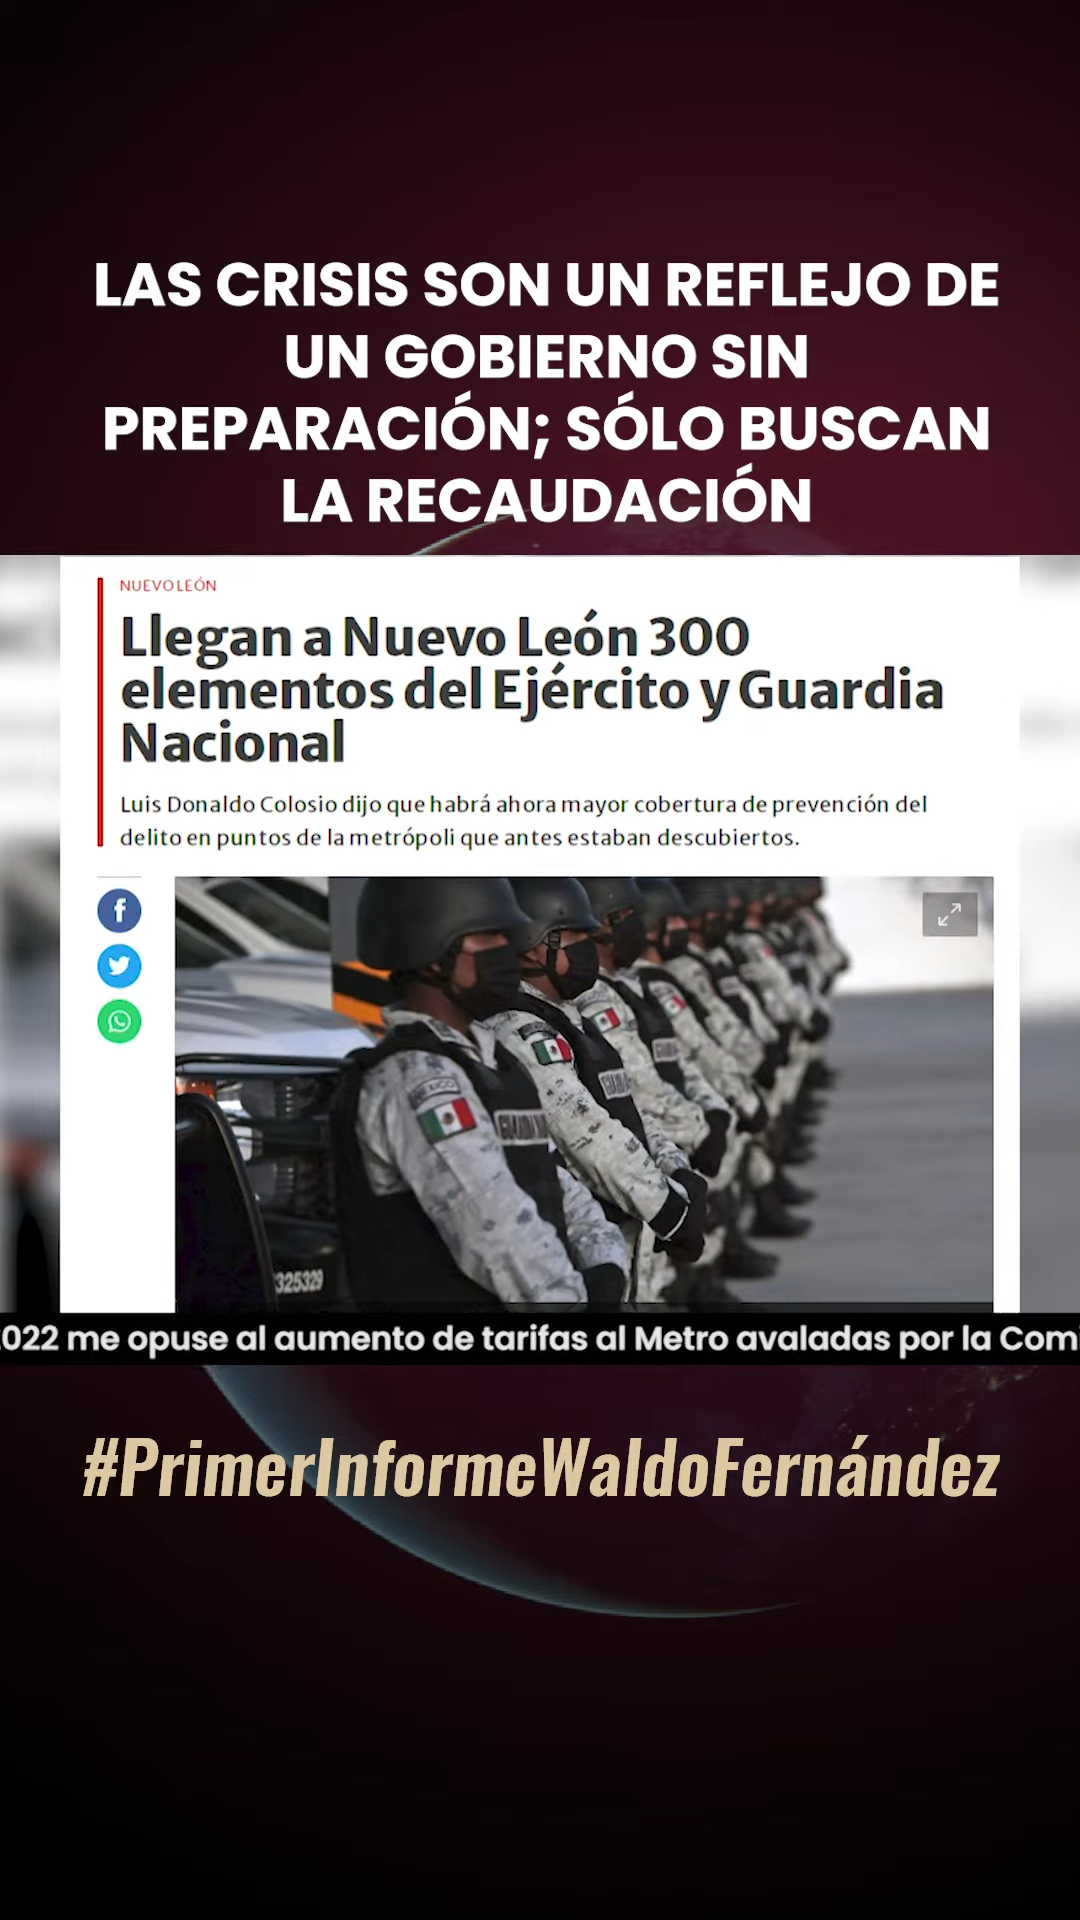 LAS CRISIS SON UN REFLEJO DE
UN GOBIERNO SIN
PREPARACIÓN; SÓLO BUSCAN
LA RECAUDACIÓN
NUEVO LEÓN
Llegan a Nuevo León 300
elementos del Ejército y Guardia
Nacional
Luis Donaldo Colosio dijo que habrá ahora mayor cobertura de prevención del
delito en puntos de la metrópoli que antes estaban descubiertos.
MÉXICO
325329
2022 me opuse al aumento de tarifas al Metro avaladas por la Comi
#PrimerInformeWaldoFernández